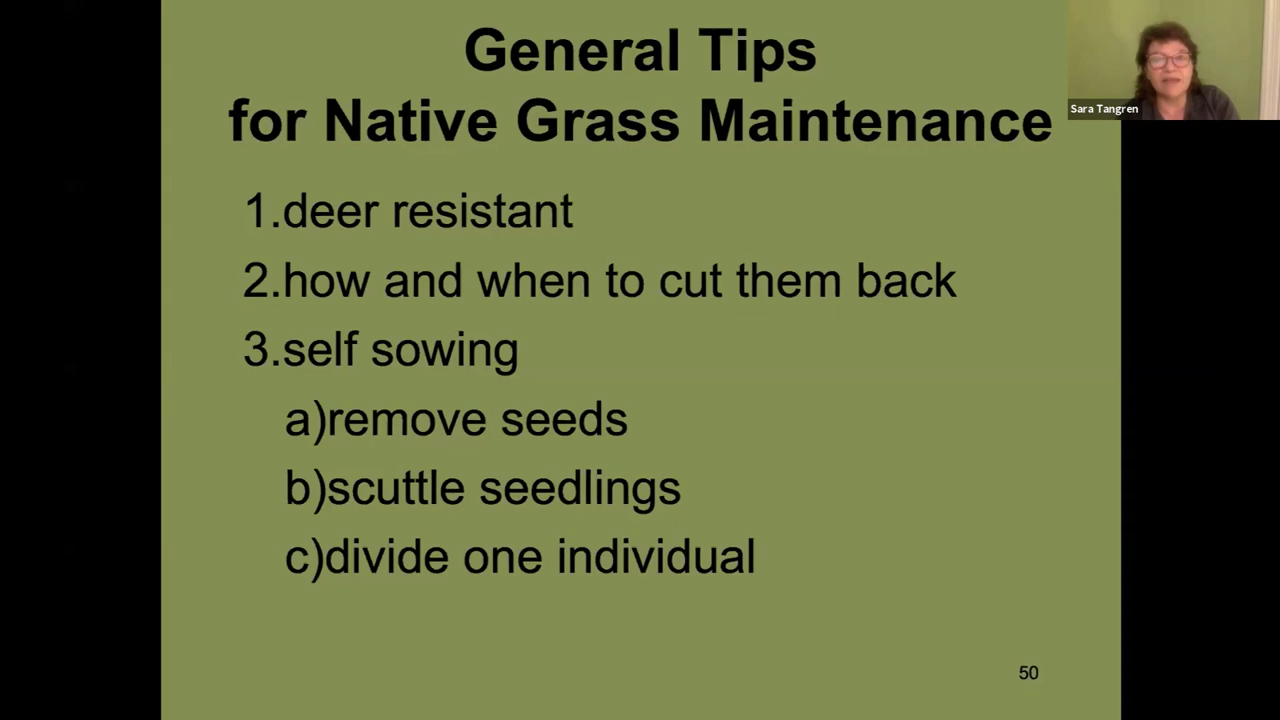 General Tips
for Native Grass Maintenance
Sara Tangren
1.deer resistant
2.how and when to cut them back
3.self sowing
a)remove seeds
b)scuttle seedlings
c)divide one individual
50